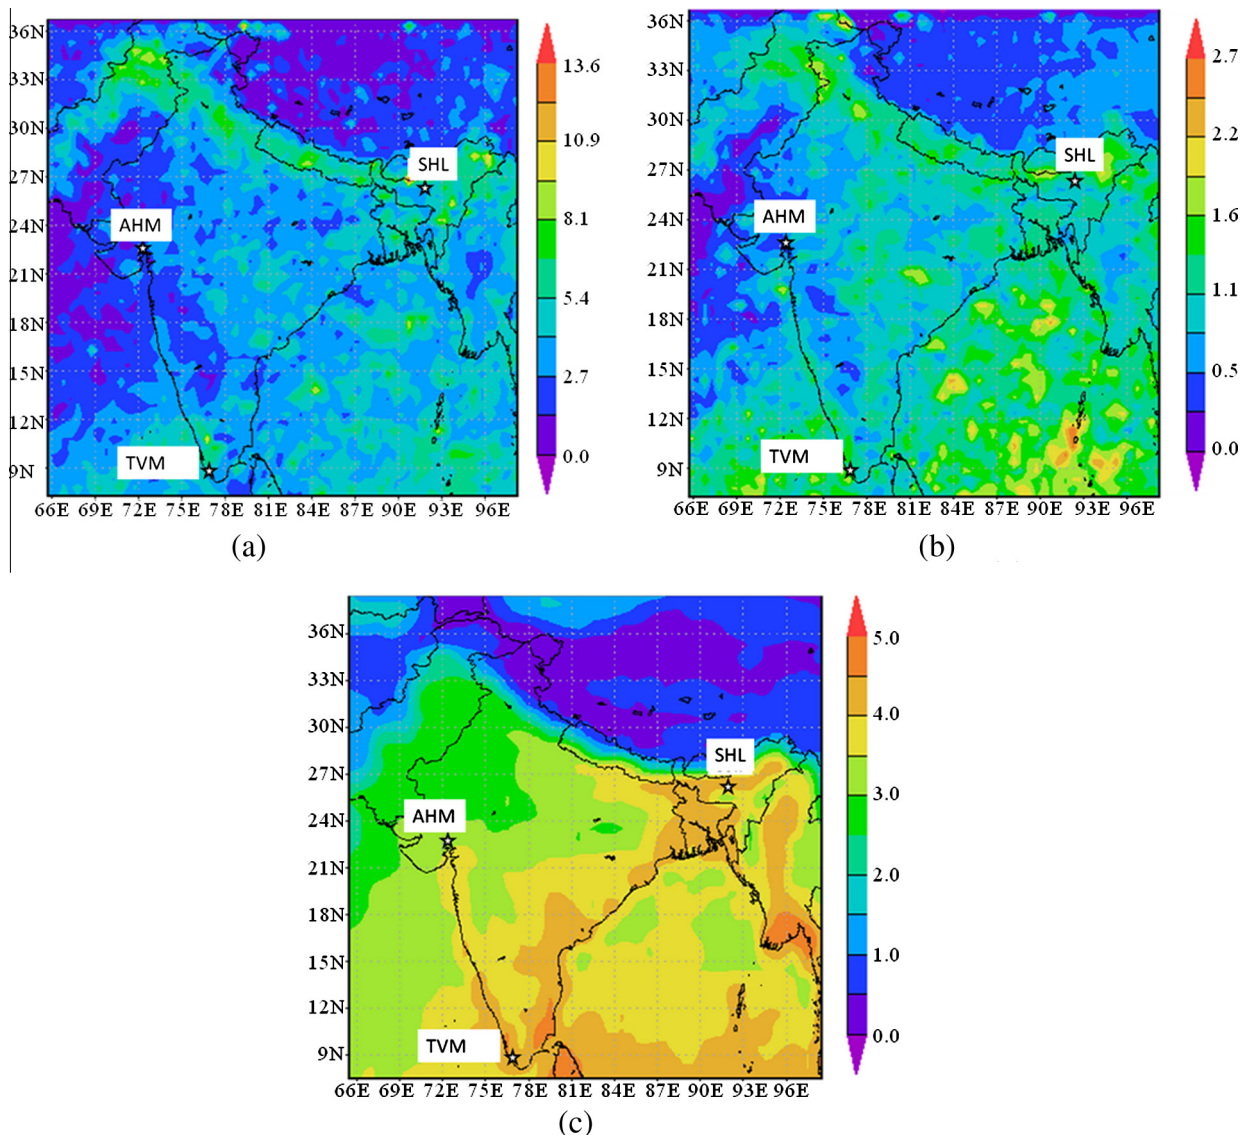 36N
33N
30N
27N
24N
21N
18N
15N
12N
9N
66E 69E 72E 75E 78E 81E 84E 87E 90E 93E 96E
SHL
AHM
TVM
13.6
10.9
8.1
5.4
2.7
0.0
(a)
36N
33N
30N
27N
24N
21N
18N
15N
12N
9N
66E 69E 72E 75E 78E 81E 84E 87E 90E 93E 96E
SHL
AHM
TVM
2.7
2.2
1.6
1.1
0.5
0.0
(b)
36N
33N
30N
27N
24N
21N
18N
15N
12N
9N
66E 69E 72E 75E 78E 81E 84E 87E 90E 93E 96E
SHL
AHM
TVM
5.0
4.0
3.0
2.0
1.0
0.0
(c)